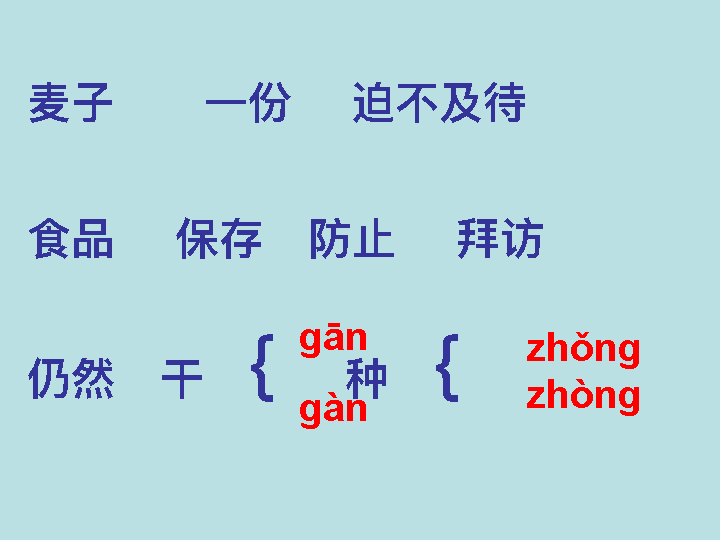 麦子 一份 迫不及待
食品 保存 防止 拜访
仍然 干 { gān gàn 种 { zhǒng zhòng